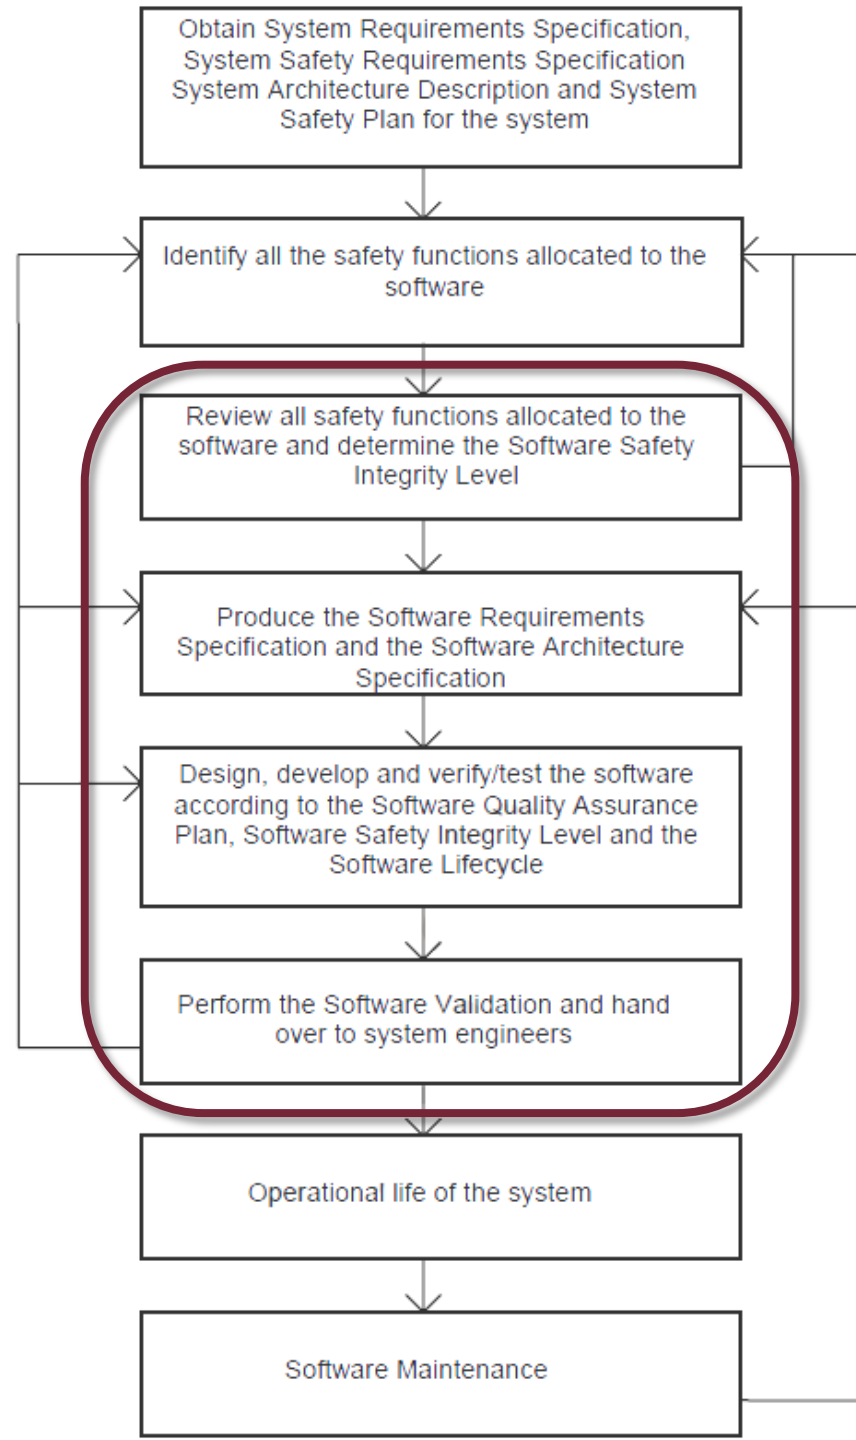 Obtain System Requirements Specification,
System Safety Requirements Specification
System Architecture Description and System
Safety Plan for the system
Identify all the safety functions allocated to the
software
Review all safety functions allocated to the
software and determine the Software Safety
Integrity Level
Produce the Software Requirements
Specification and the Software Architecture
Specification
Design, develop and verify/test the software
according to the Software Quality Assurance
Plan, Software Safety Integrity Level and the
Software Lifecycle
Perform the Software Validation and hand
over to system engineers
Operational life of the system
Software Maintenance